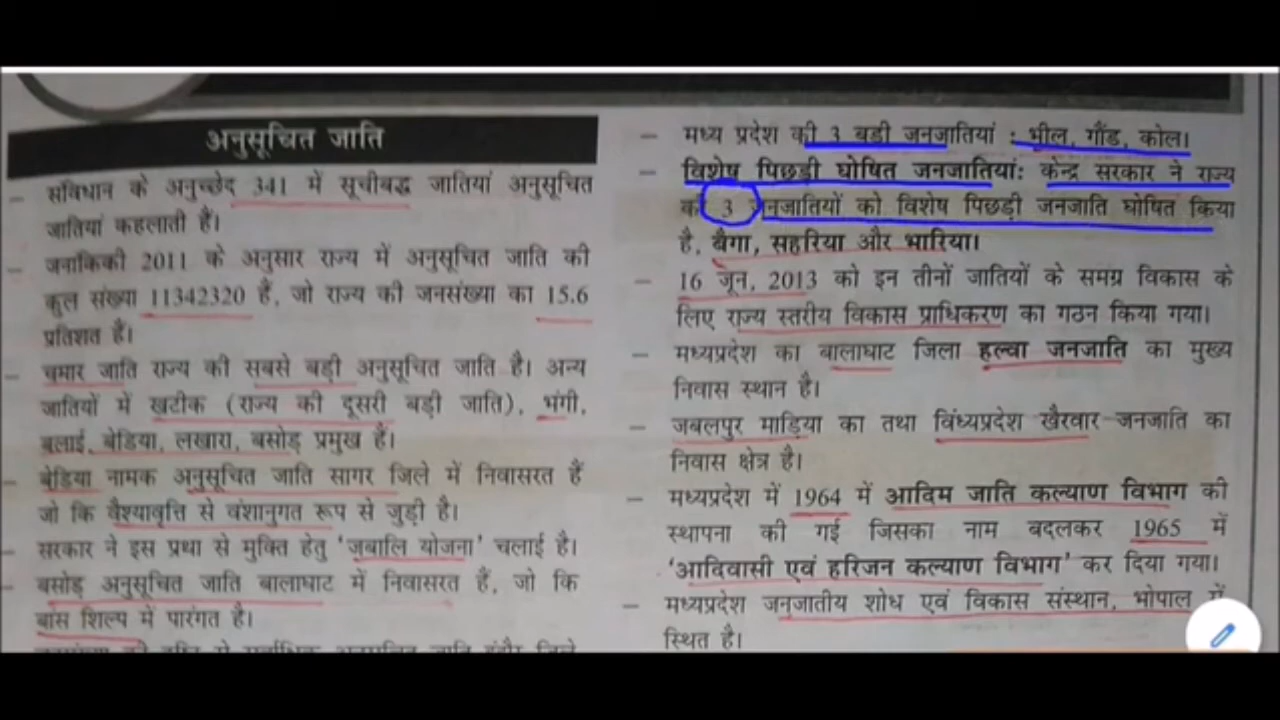 अनुसूचित जाति
– संविधान के अनुच्छेद 341 में सूचीबद्ध जातियां अनुसूचित
जातियां कहलाती हैं।
– जनांकिकी 2011 के अनुसार राज्य में अनुसूचित जाति की
कुल संख्या 11342320 है, जो राज्य की जनसंख्या का 15.6
प्रतिशत है।
– चमार जाति राज्य की सबसे बड़ी अनुसूचित जाति है। अन्य
जातियों में खटीक (राज्य की दूसरी बड़ी जाति), भंगी,
बलाई, बेडिया, लखारा, बसोड़ प्रमुख हैं।
– बेड़िया नामक अनुसूचित जाति सागर जिले में निवासरत हैं
जो कि वैश्यावृत्ति से वंशानुगत रूप से जुड़ी है।
– सरकार ने इस प्रथा से मुक्ति हेतु 'जबालि योजना' चलाई है।
– बसोड़ अनुसूचित जाति बालाघाट में निवासरत हैं, जो कि
बांस शिल्प में पारंगत है।
– मध्य प्रदेश की 3 बडी जनजातियां : भील, गौंड, कोल।
– विशेष पिछड़ी घोषित जनजातियां: केन्द्र सरकार ने राज्य
की 3 जनजातियों को विशेष पिछड़ी जनजाति घोषित किया
है, बैगा, सहरिया और भारिया।
– 16 जून, 2013 को इन तीनों जातियों के समग्र विकास के
लिए राज्य स्तरीय विकास प्राधिकरण का गठन किया गया।
– मध्यप्रदेश का बालाघाट जिला हल्वा जनजाति का मुख्य
निवास स्थान है।
– जबलपुर माड़िया का तथा विंध्यप्रदेश खैरवार जनजाति का
निवास क्षेत्र है।
– मध्यप्रदेश में 1964 में आदिम जाति कल्याण विभाग की
स्थापना की गई जिसका नाम बदलकर 1965 में
'आदिवासी एवं हरिजन कल्याण विभाग' कर दिया गया।
– मध्यप्रदेश जनजातीय शोध एवं विकास संस्थान, भोपाल में
स्थित है।